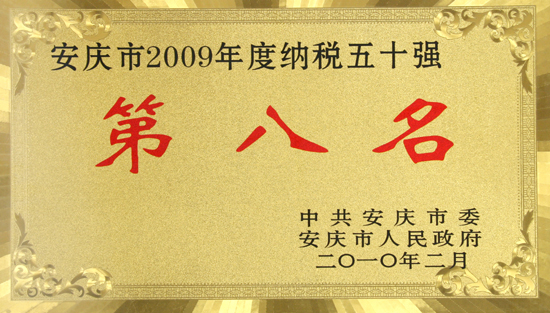 安庆市2009年度纳税五十强
第八名
中共安庆市委
安庆市人民政府
二〇一〇年二月